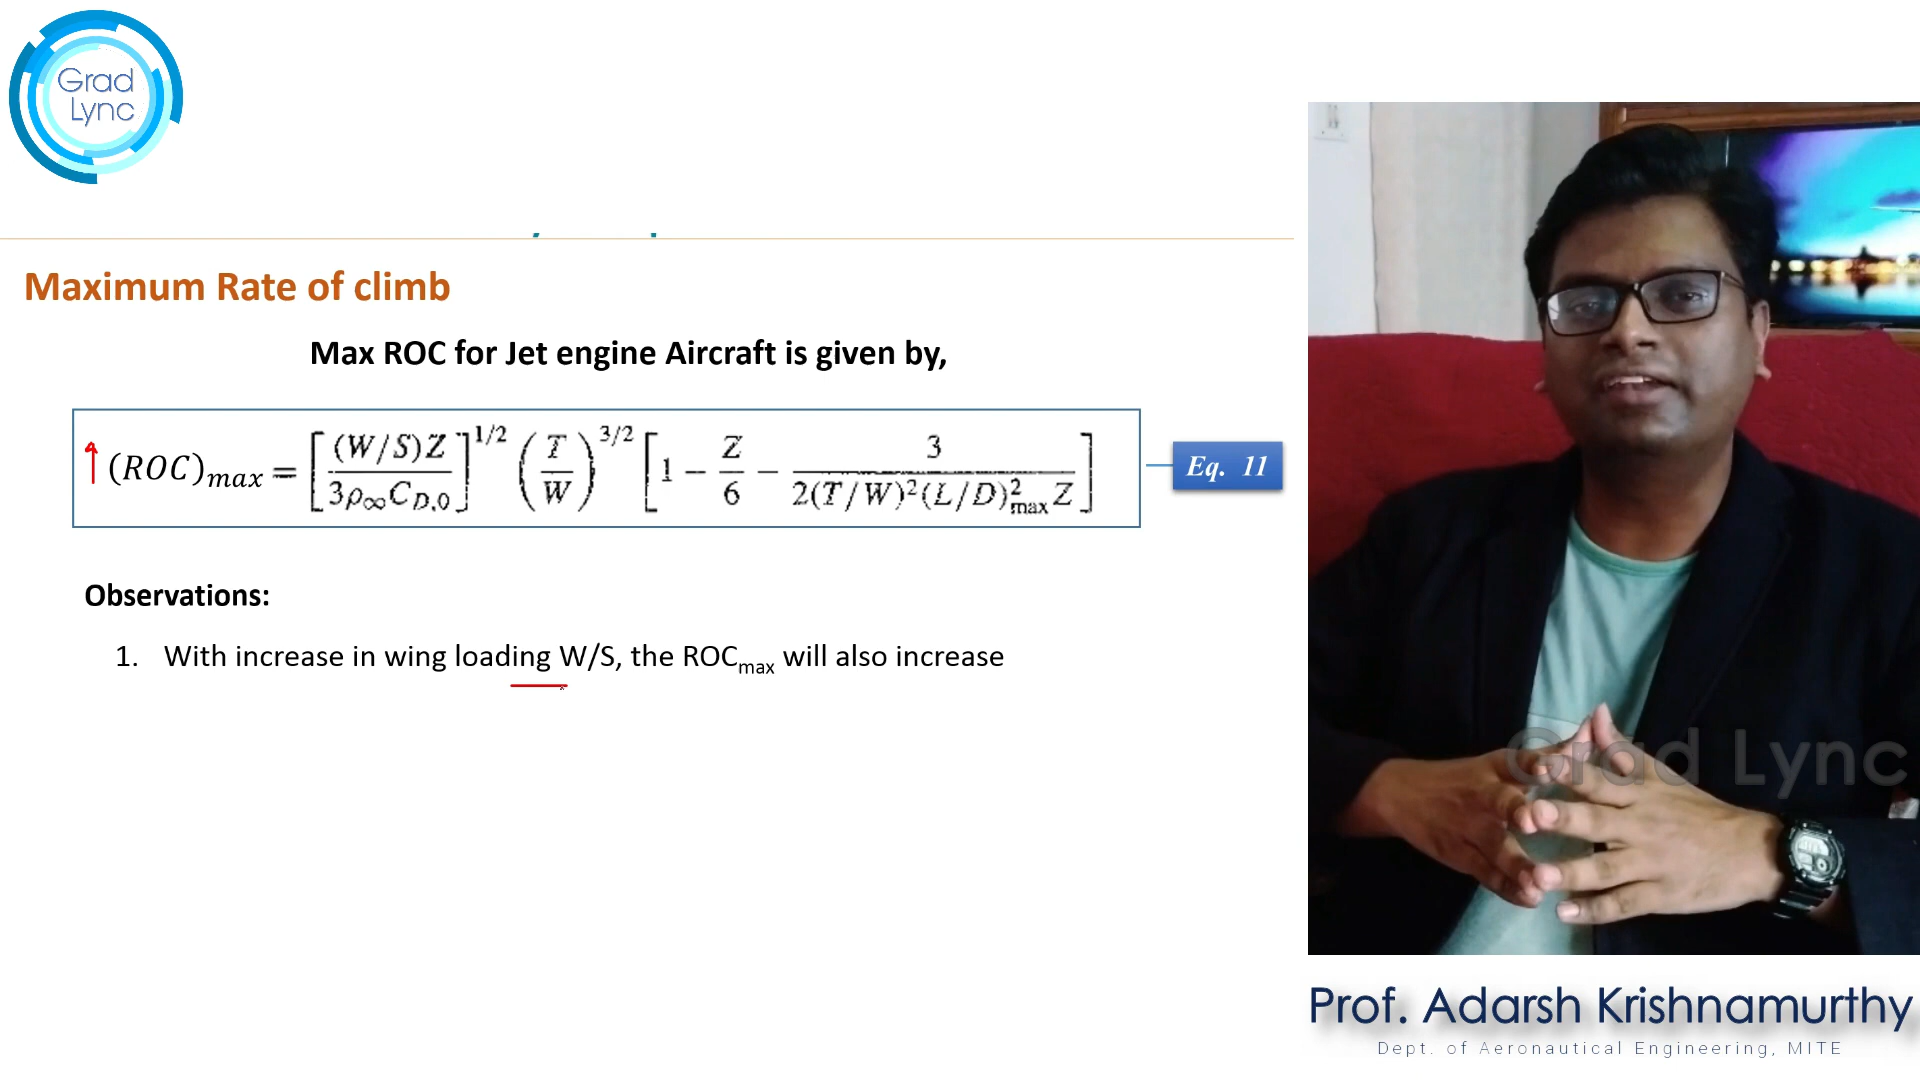 Grad
Lync
Maximum Rate of climb
Max ROC for Jet engine Aircraft is given by,
(ROC)max = [(W/S)Z / 3ρ∞C_D,0]^1/2 (T/W)^3/2 [1 − Z/6 − 3 / 2(T/W)²(L/D)²max Z]
Eq. 11
Observations:
1. With increase in wing loading W/S, the ROCmax will also increase
Grad Lync
Prof. Adarsh Krishnamurthy
Dept. of Aeronautical Engineering, MITE